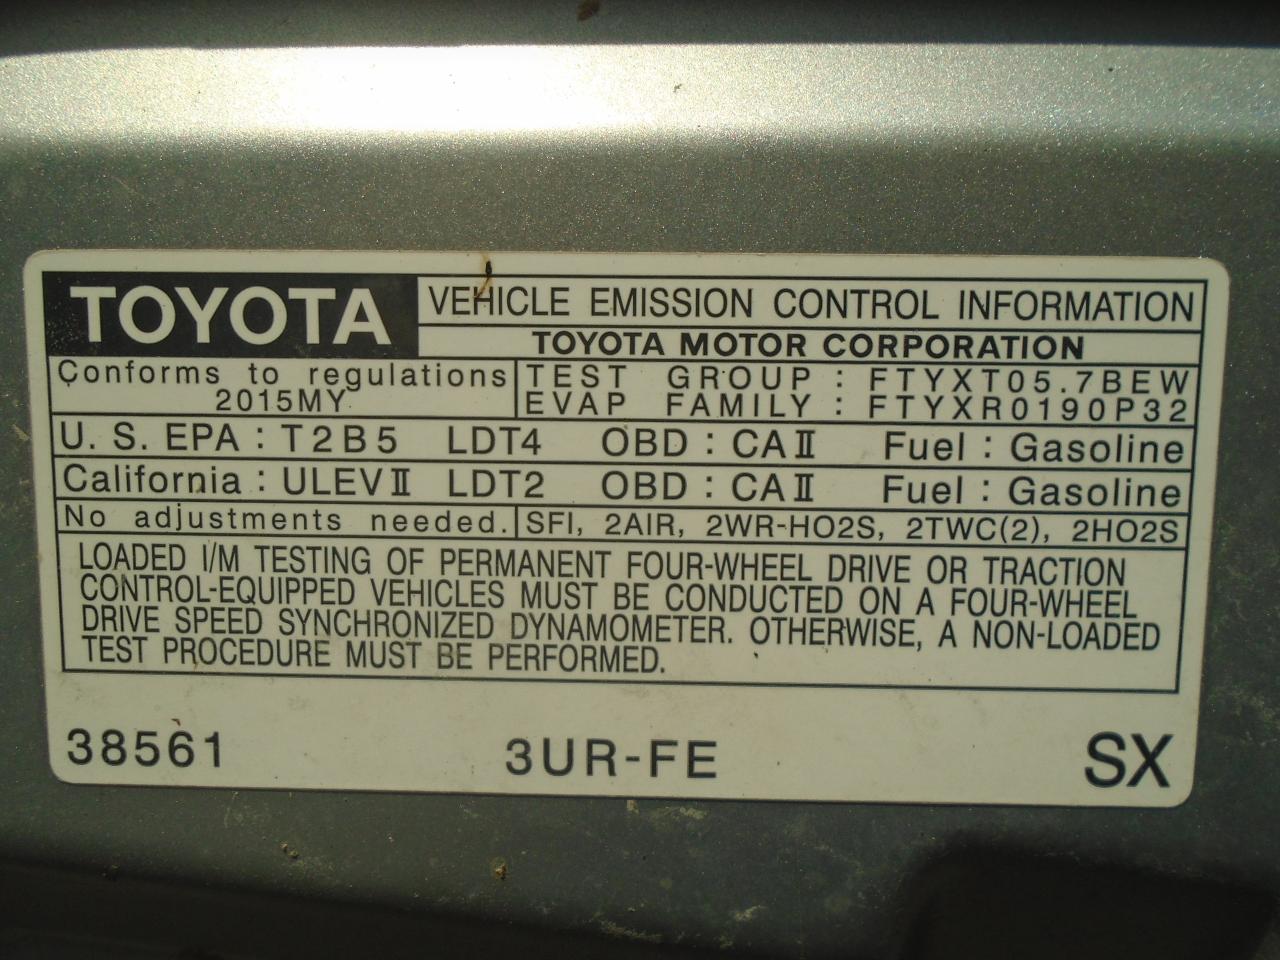 TOYOTA
VEHICLE EMISSION CONTROL INFORMATION
TOYOTA MOTOR CORPORATION
Conforms to regulations
2015MY
TEST GROUP : FTYXT05.7BEW
EVAP FAMILY : FTYXR0190P32
U. S. EPA : T2B5 LDT4 OBD : CAⅡ Fuel : Gasoline
California : ULEVⅡ LDT2 OBD : CAⅡ Fuel : Gasoline
No adjustments needed. SFI, 2AIR, 2WR-HO2S, 2TWC(2), 2HO2S
LOADED I/M TESTING OF PERMANENT FOUR-WHEEL DRIVE OR TRACTION
CONTROL-EQUIPPED VEHICLES MUST BE CONDUCTED ON A FOUR-WHEEL
DRIVE SPEED SYNCHRONIZED DYNAMOMETER. OTHERWISE, A NON-LOADED
TEST PROCEDURE MUST BE PERFORMED.
38561 3UR-FE SX